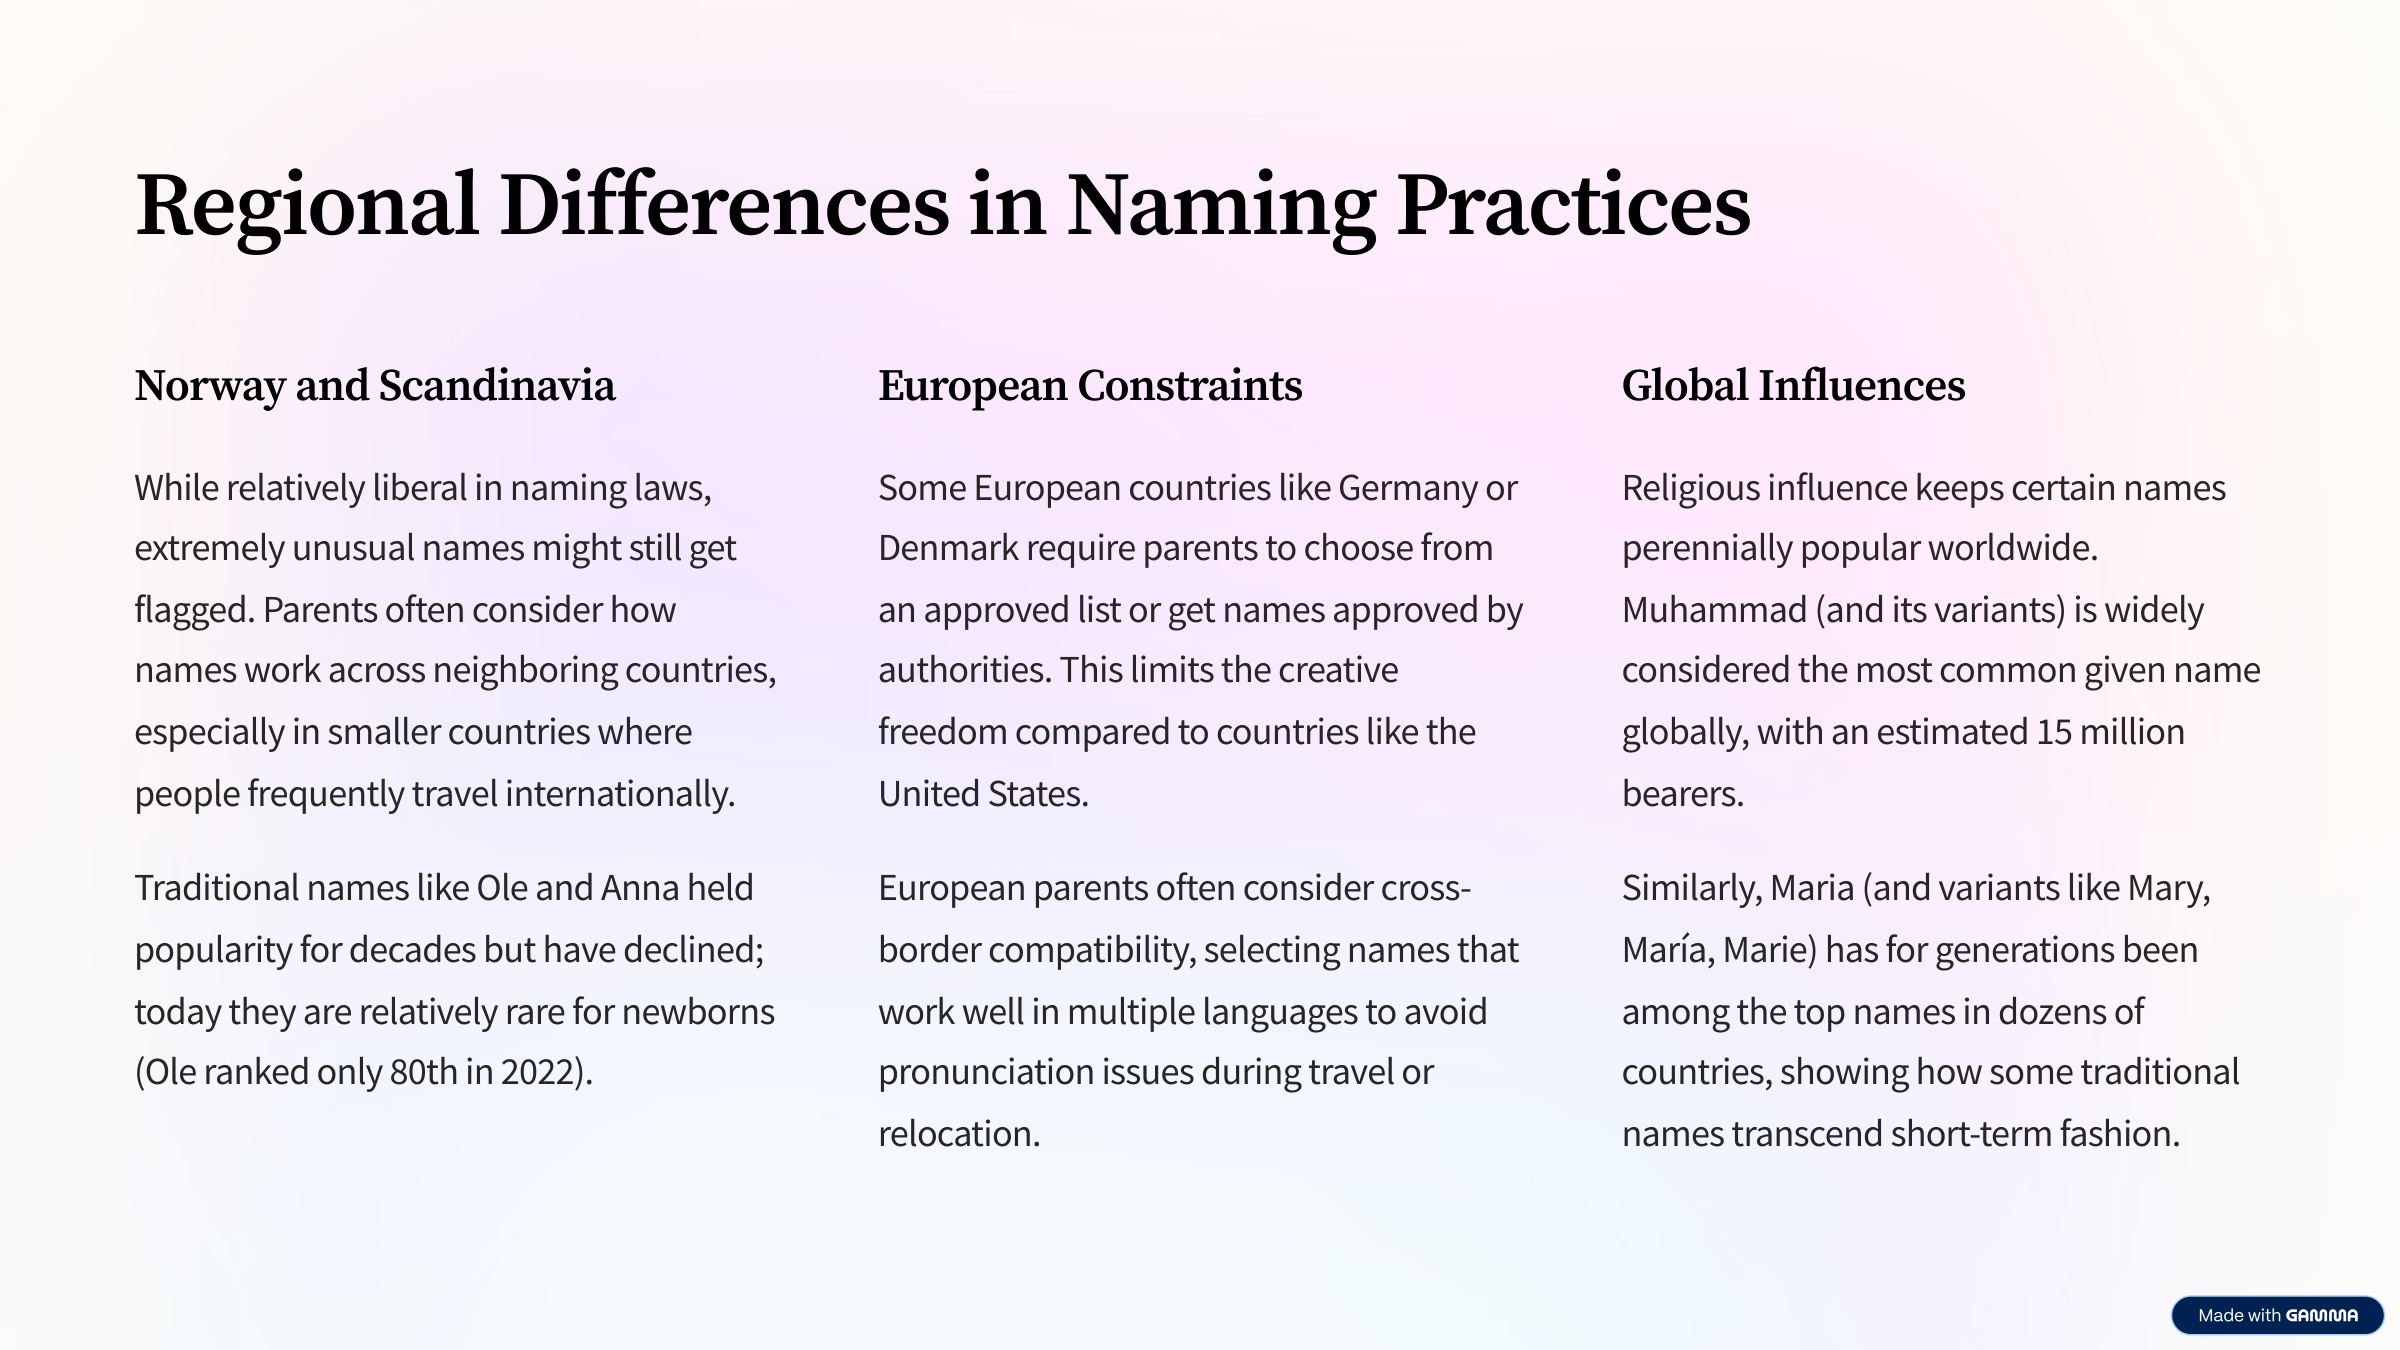 Regional Differences in Naming Practices
Norway and Scandinavia
While relatively liberal in naming laws,
extremely unusual names might still get
flagged. Parents often consider how
names work across neighboring countries,
especially in smaller countries where
people frequently travel internationally.
Traditional names like Ole and Anna held
popularity for decades but have declined;
today they are relatively rare for newborns
(Ole ranked only 80th in 2022).
European Constraints
Some European countries like Germany or
Denmark require parents to choose from
an approved list or get names approved by
authorities. This limits the creative
freedom compared to countries like the
United States.
European parents often consider cross-
border compatibility, selecting names that
work well in multiple languages to avoid
pronunciation issues during travel or
relocation.
Global Influences
Religious influence keeps certain names
perennially popular worldwide.
Muhammad (and its variants) is widely
considered the most common given name
globally, with an estimated 15 million
bearers.
Similarly, Maria (and variants like Mary,
María, Marie) has for generations been
among the top names in dozens of
countries, showing how some traditional
names transcend short-term fashion.
Made with GAMMA